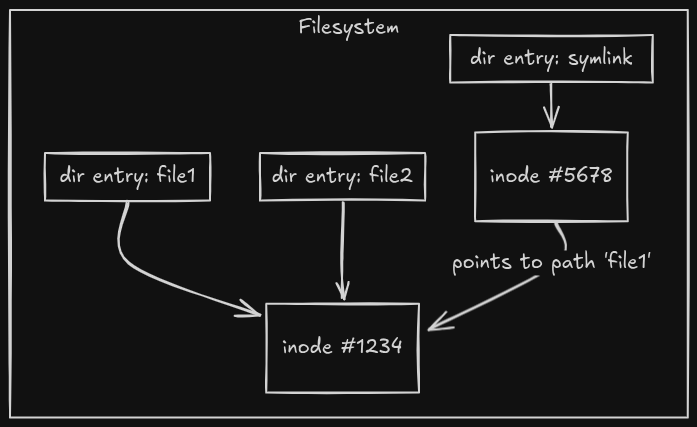 Filesystem
dir entry: symlink
dir entry: file1
dir entry: file2
inode #5678
points to path 'file1'
inode #1234